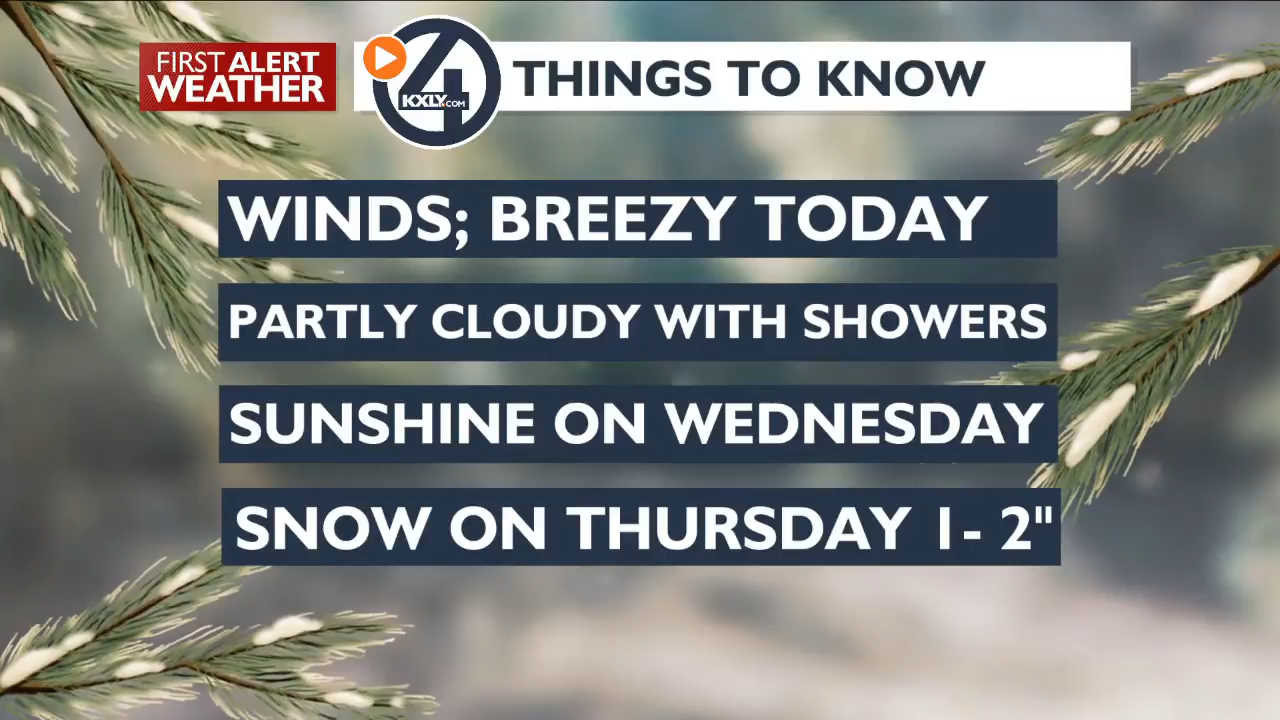 FIRST ALERT
WEATHER
4
KXLY.COM
THINGS TO KNOW
WINDS; BREEZY TODAY
PARTLY CLOUDY WITH SHOWERS
SUNSHINE ON WEDNESDAY
SNOW ON THURSDAY 1- 2"